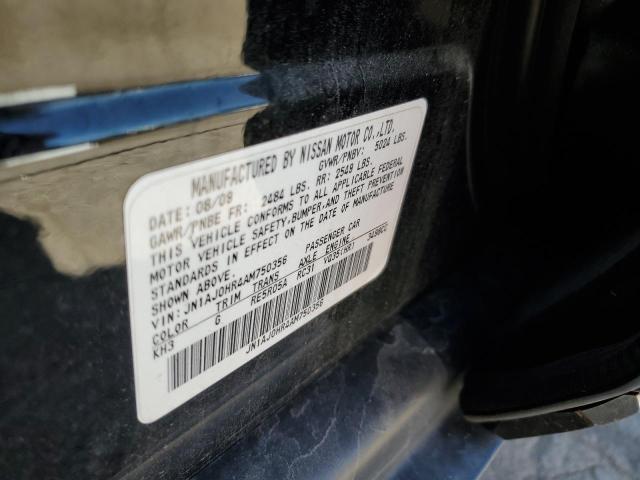 MANUFACTURED BY NISSAN MOTOR CO.,LTD.
DATE: 08/09 GVWR/PNBV: 5024 LBS.
GAWR/PNBE FR: 2484 LBS. RR: 2549 LBS.
THIS VEHICLE CONFORMS TO ALL APPLICABLE FEDERAL
MOTOR VEHICLE SAFETY,BUMPER,AND THEFT PREVENTION
STANDARDS IN EFFECT ON THE DATE OF MANUFACTURE
SHOWN ABOVE.
VIN: JN1AJ0HR4AM750356 PASSENGER CAR
COLOR TRIM TRANS AXLE ENGINE
KH3 G RE5R05A RC31 VQ35(HR) 3498CC
JN1AJ0HR4AM750356